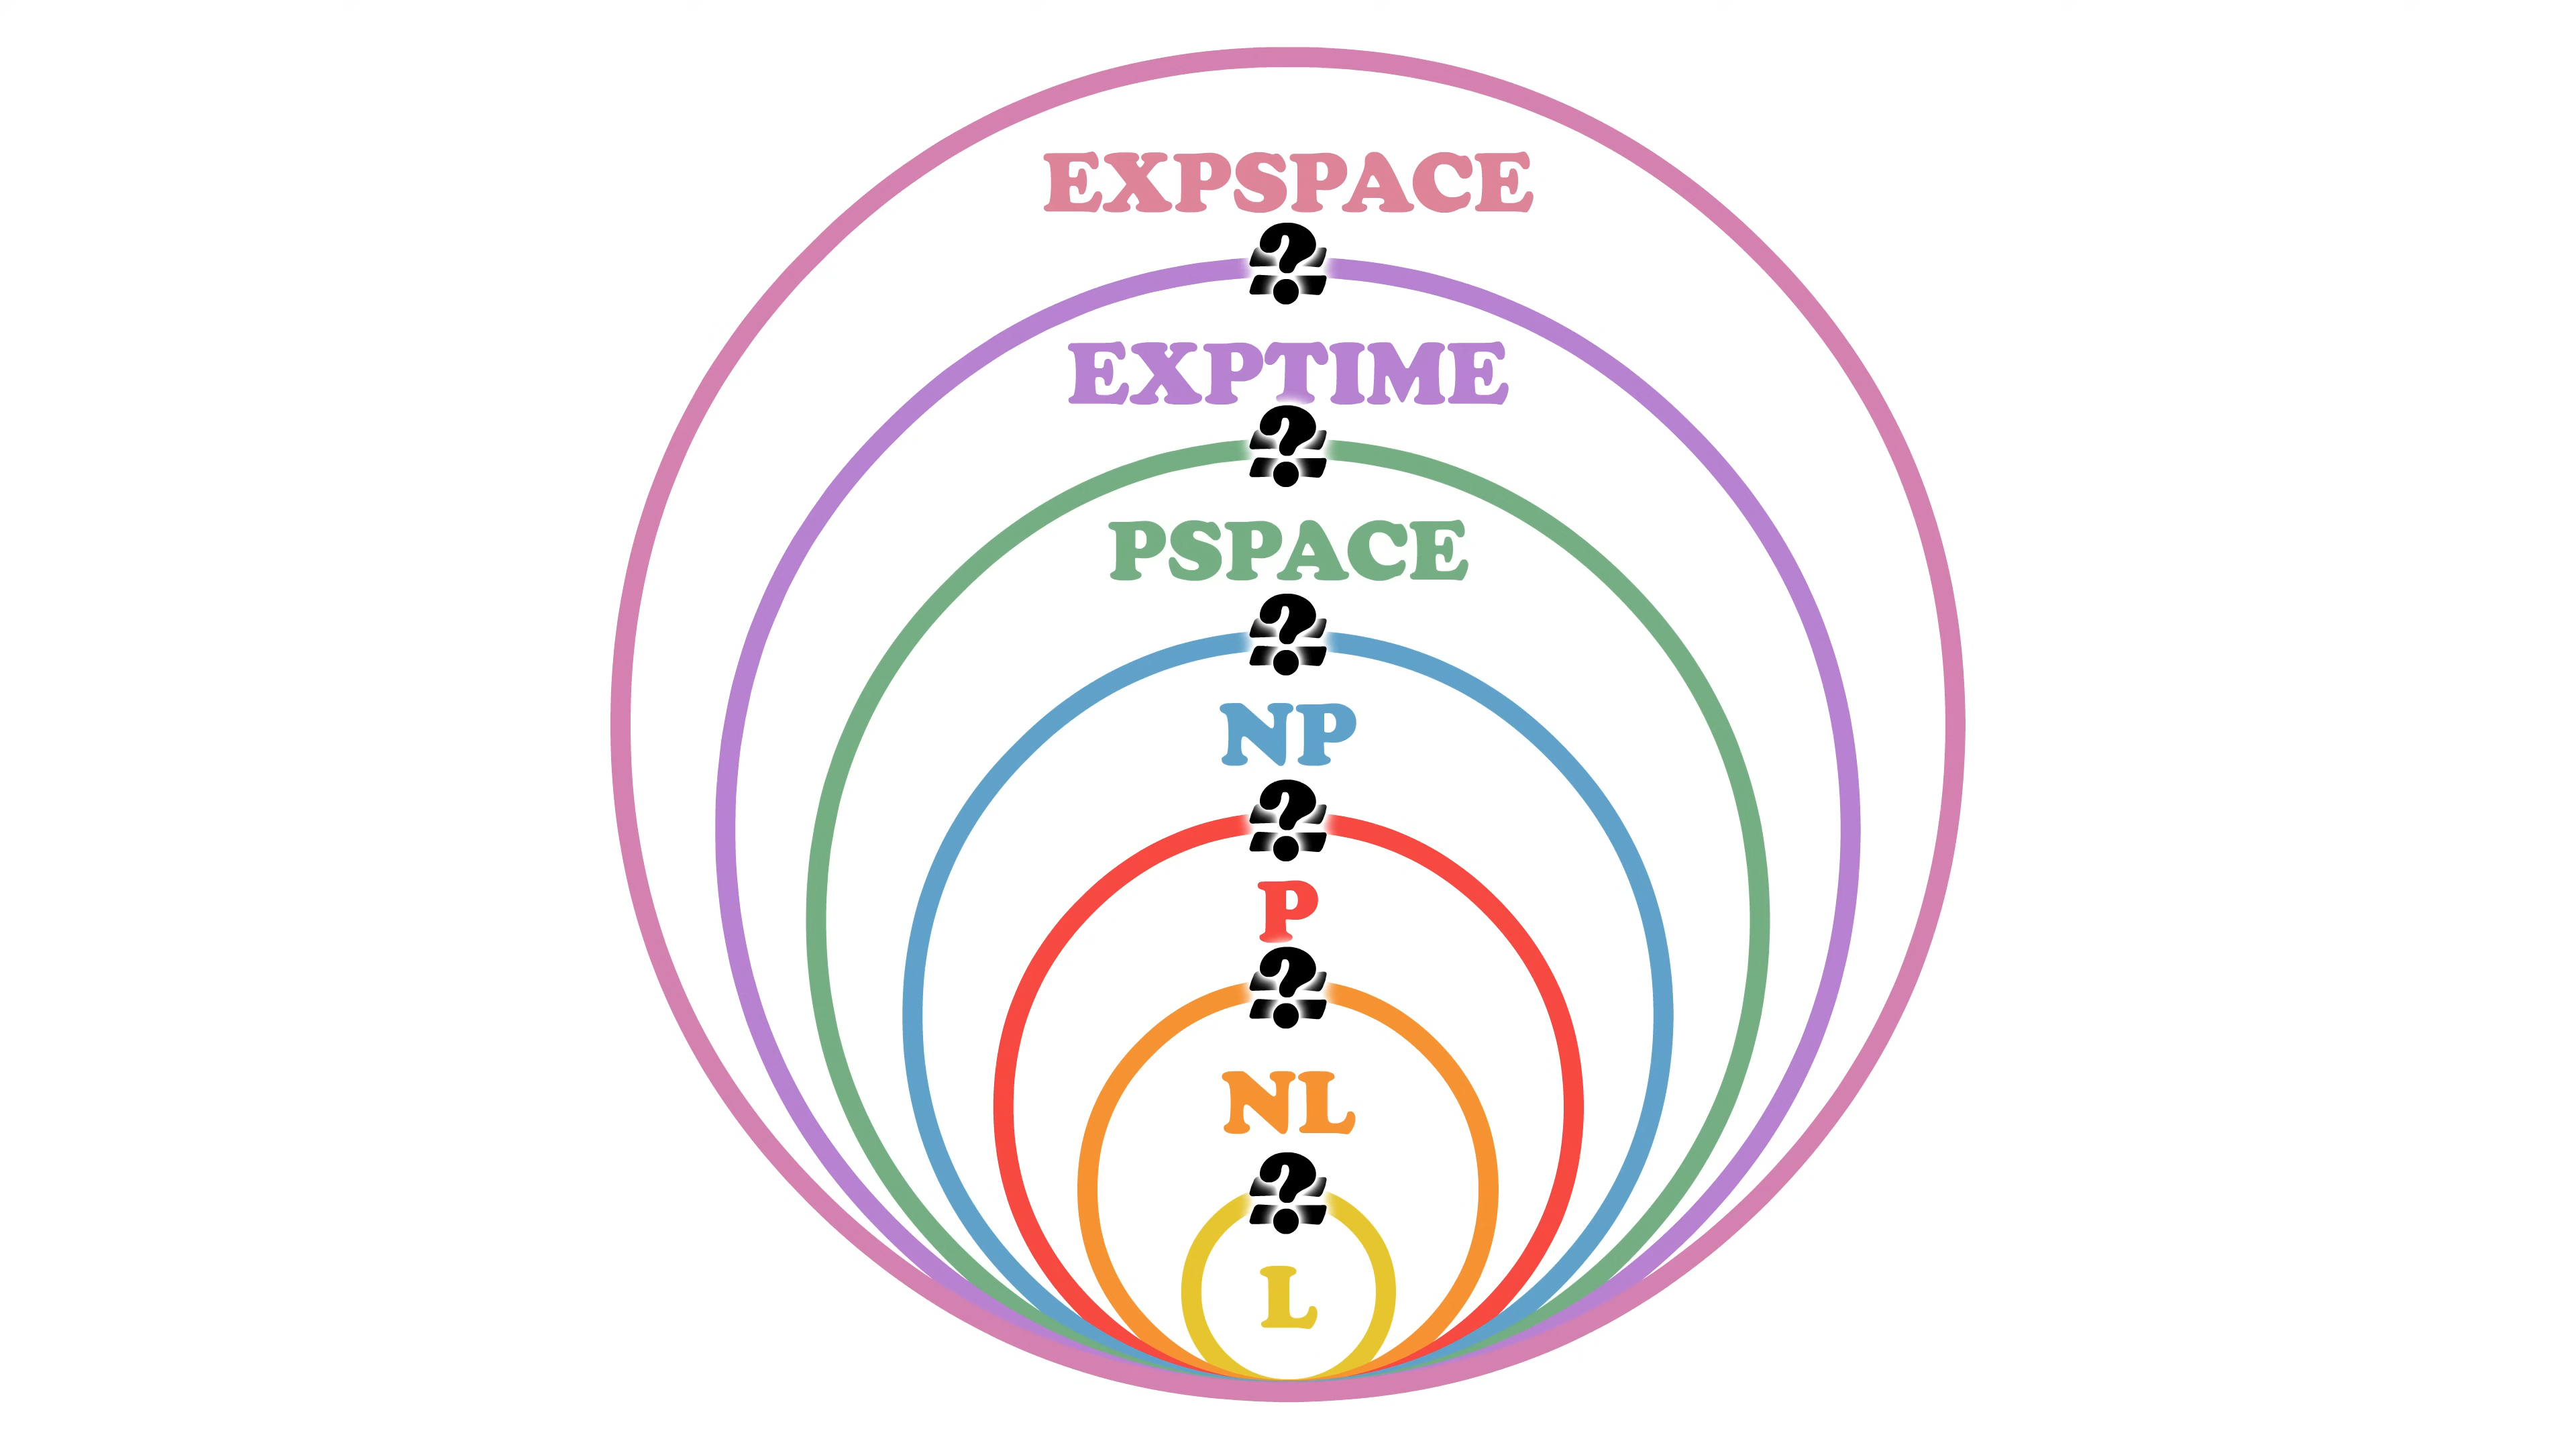 EXPSPACE
?
=
EXPTIME
?
=
PSPACE
?
=
NP
?
=
P
?
=
NL
?
=
L